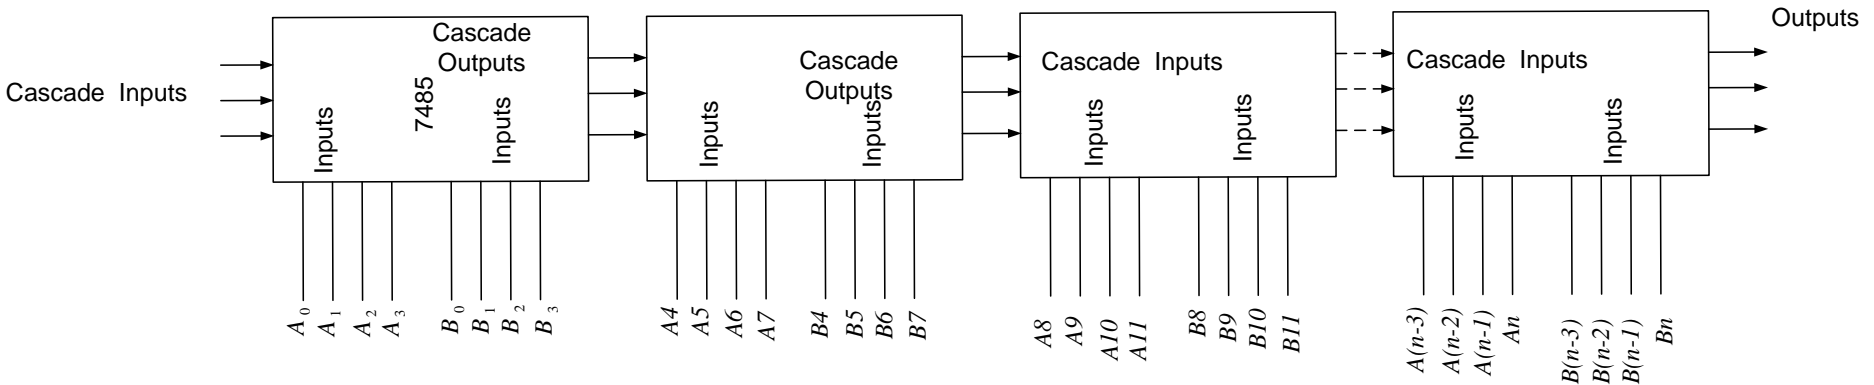 Outputs
Cascade Inputs
Cascade
Outputs
7485
Inputs
Inputs
Cascade
Outputs
Inputs
Inputs
Cascade Inputs
Inputs
Inputs
Cascade Inputs
Inputs
Inputs
A0
A1
A2
A3
B0
B1
B2
B3
A4
A5
A6
A7
B4
B5
B6
B7
A8
A9
A10
A11
B8
B9
B10
B11
A(n-3)
A(n-2)
A(n-1)
An
B(n-3)
B(n-2)
B(n-1)
Bn